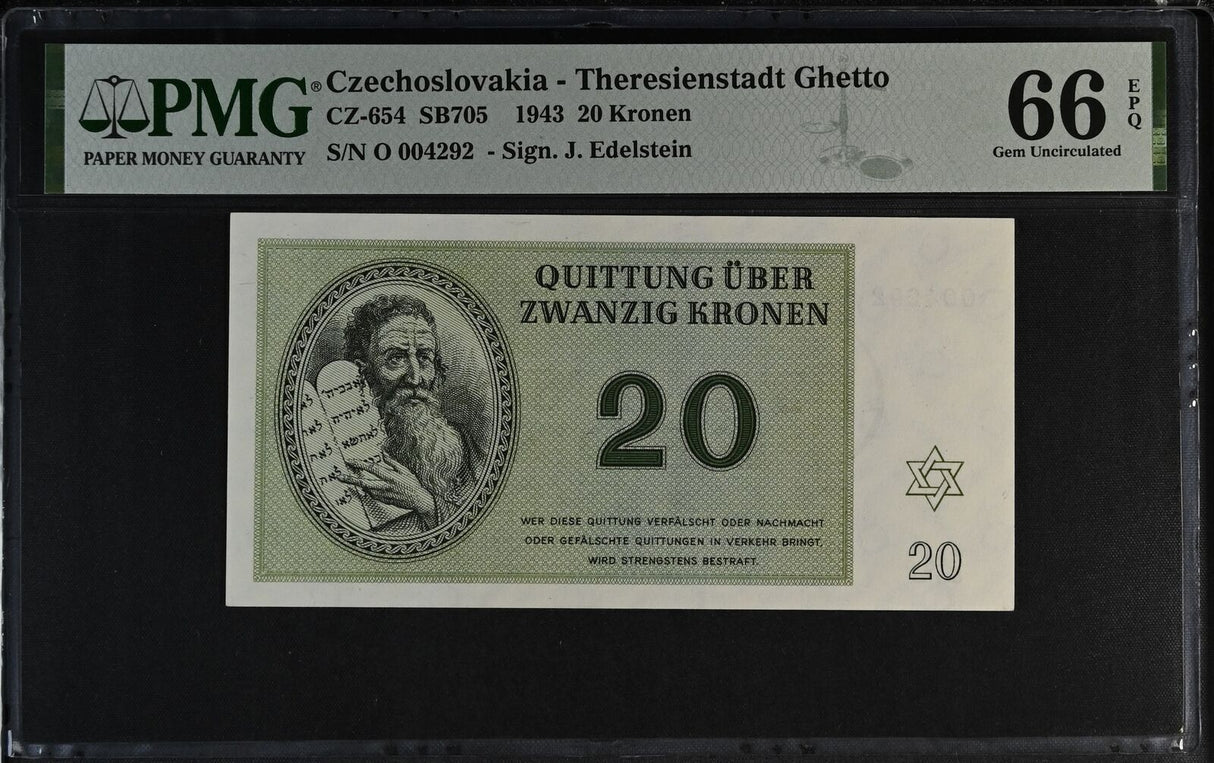 PMG®
PAPER MONEY GUARANTY
Czechoslovakia - Theresienstadt Ghetto
CZ-654 SB705 1943 20 Kronen
S/N O 004292 - Sign. J. Edelstein
66
EPQ
Gem Uncirculated
QUITTUNG ÜBER
ZWANZIG KRONEN
20
WER DIESE QUITTUNG VERFÄLSCHT ODER NACHMACHT
ODER GEFÄLSCHTE QUITTUNGEN IN VERKEHR BRINGT,
WIRD STRENGSTENS BESTRAFT.
20